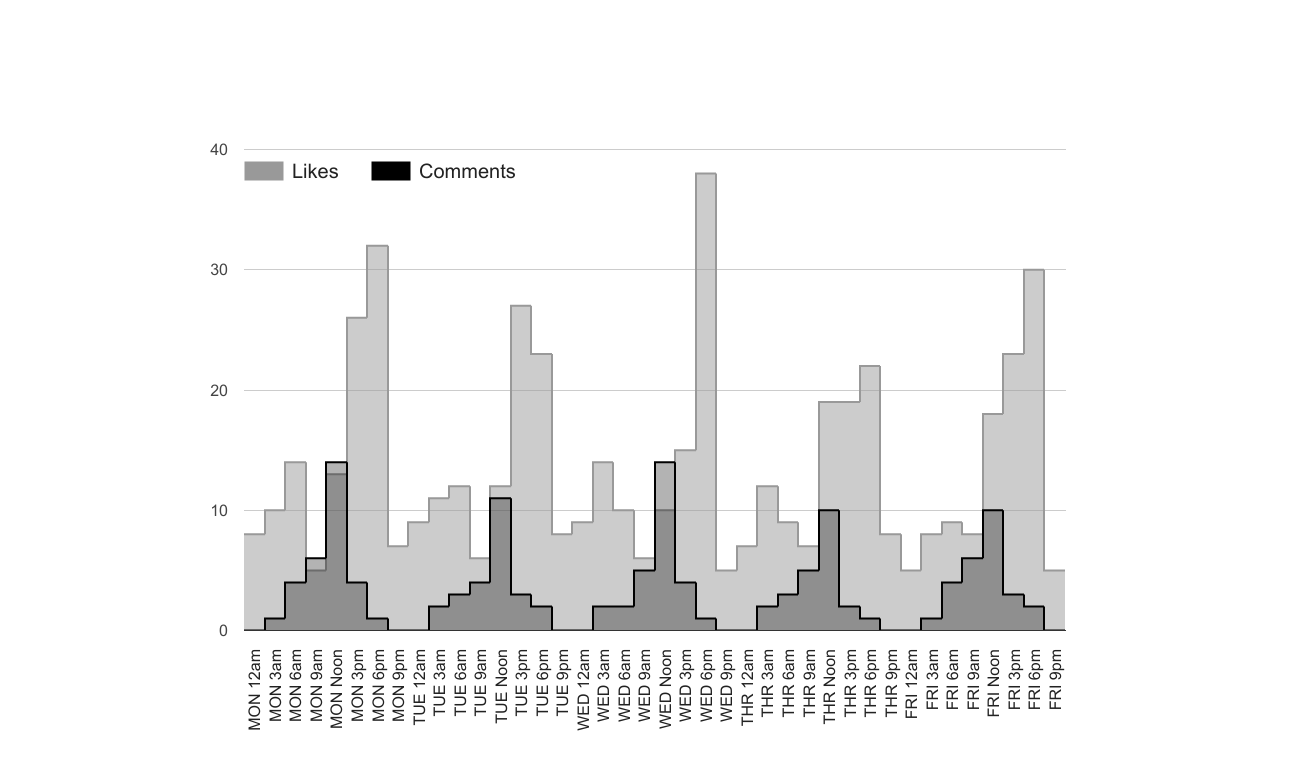 40
Likes Comments
30
20
10
0
MON 12am
MON 3am
MON 6am
MON 9am
MON Noon
MON 3pm
MON 6pm
MON 9pm
TUE 12am
TUE 3am
TUE 6am
TUE 9am
TUE Noon
TUE 3pm
TUE 6pm
TUE 9pm
WED 12am
WED 3am
WED 6am
WED 9am
WED Noon
WED 3pm
WED 6pm
WED 9pm
THR 12am
THR 3am
THR 6am
THR 9am
THR Noon
THR 3pm
THR 6pm
THR 9pm
FRI 12am
FRI 3am
FRI 6am
FRI 9am
FRI Noon
FRI 3pm
FRI 6pm
FRI 9pm